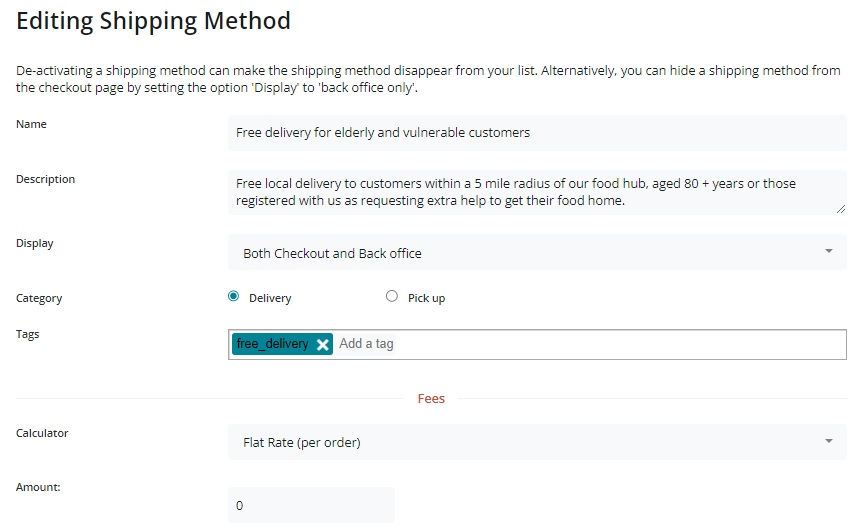 Editing Shipping Method
De-activating a shipping method can make the shipping method disappear from your list. Alternatively, you can hide a shipping method from
the checkout page by setting the option 'Display' to 'back office only'.
Name
Free delivery for elderly and vulnerable customers
Description
Free local delivery to customers within a 5 mile radius of our food hub, aged 80 + years or those
registered with us as requesting extra help to get their food home.
Display
Both Checkout and Back office
Category
Delivery
Pick up
Tags
free_delivery
Add a tag
Fees
Calculator
Flat Rate (per order)
Amount:
0